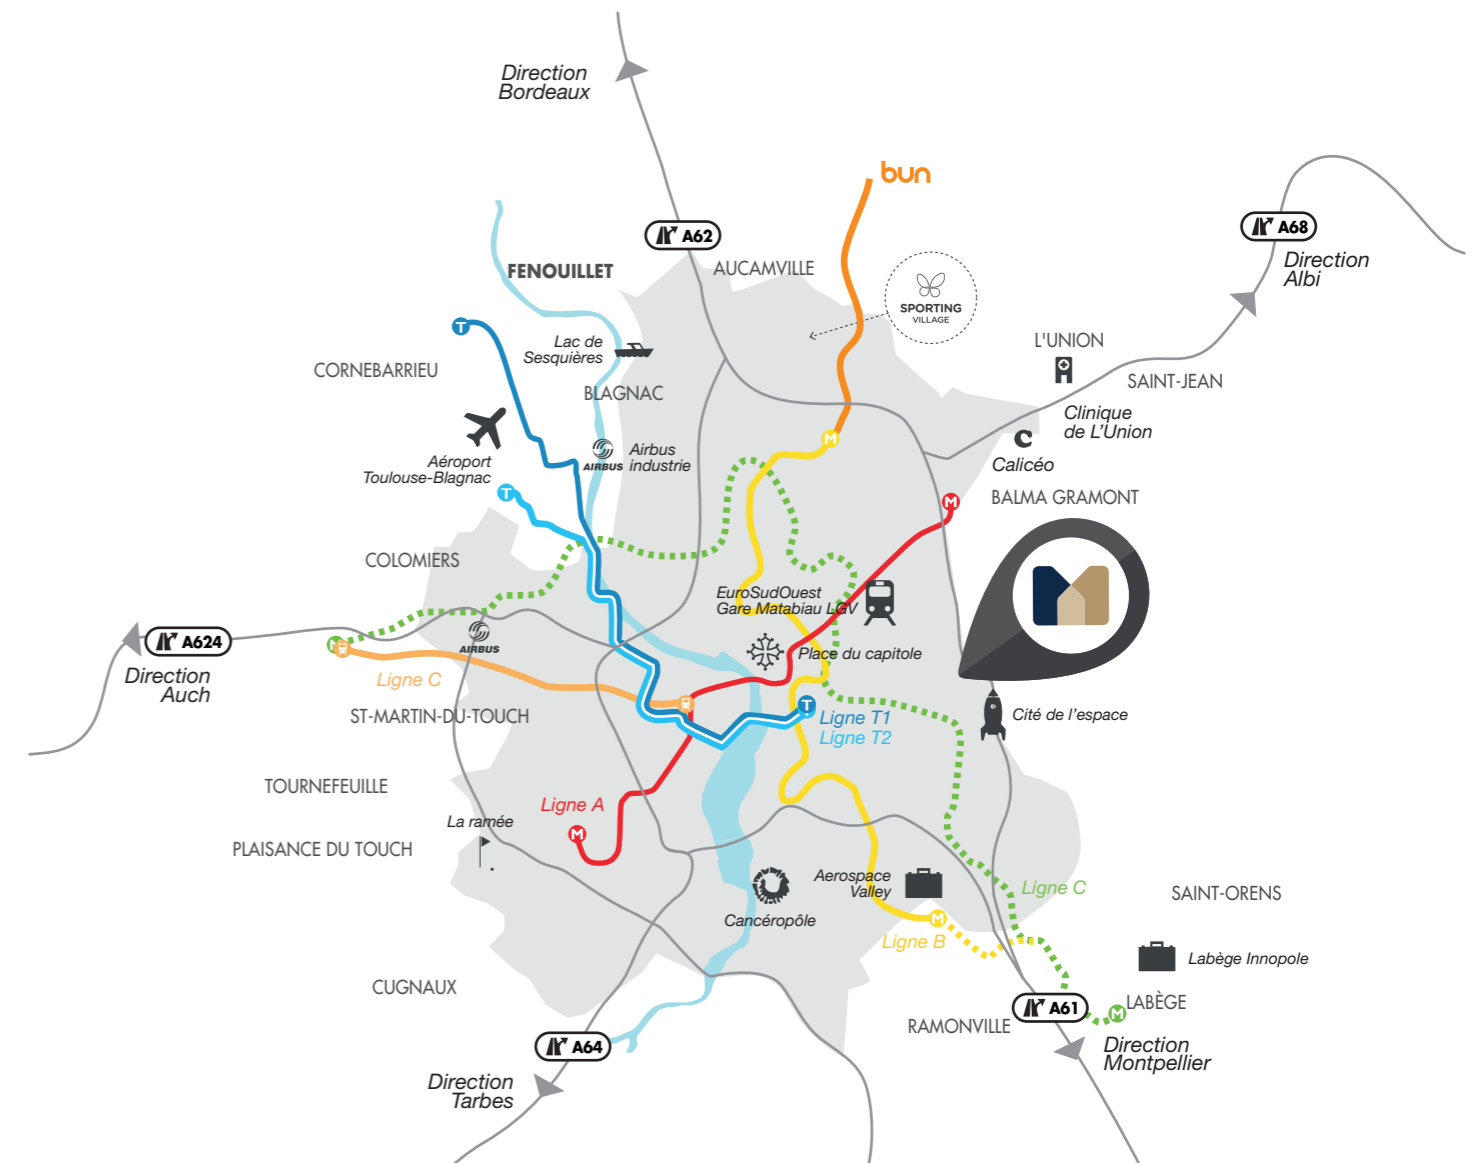 Direction
Bordeaux
bun
A62
A68
Direction
Albi
FENOUILLET
AUCAMVILLE
SPORTING
VILLAGE
Lac de
Sesquières
L'UNION
CORNEBARRIEU
BLAGNAC
SAINT-JEAN
Clinique
de L'Union
Airbus
industrie
AIRBUS
Aéroport
Toulouse-Blagnac
M
c
Calicéo
BALMA GRAMONT
M
T
T
COLOMIERS
EuroSudOuest
Gare Matabiau LGV
A624
Direction
Auch
AIRBUS
Place du capitole
Ligne C
ST-MARTIN-DU-TOUCH
T
Ligne T1
Ligne T2
Cité de l'espace
TOURNEFEUILLE
Ligne A
La ramée
M
PLAISANCE DU TOUCH
Aerospace
Valley
Ligne C
SAINT-ORENS
Cancéropôle
M
Ligne B
Labège Innopole
CUGNAUX
A61
M
LABÈGE
RAMONVILLE
A64
Direction
Montpellier
Direction
Tarbes